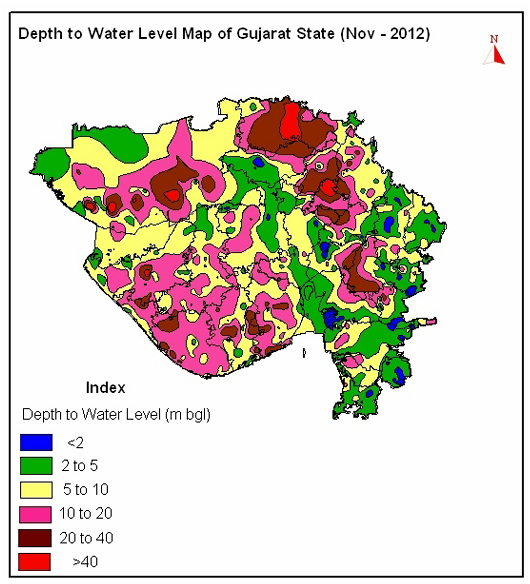 Depth to Water Level Map of Gujarat State (Nov - 2012)
N
Index
Depth to Water Level (m bgl)
<2
2 to 5
5 to 10
10 to 20
20 to 40
>40